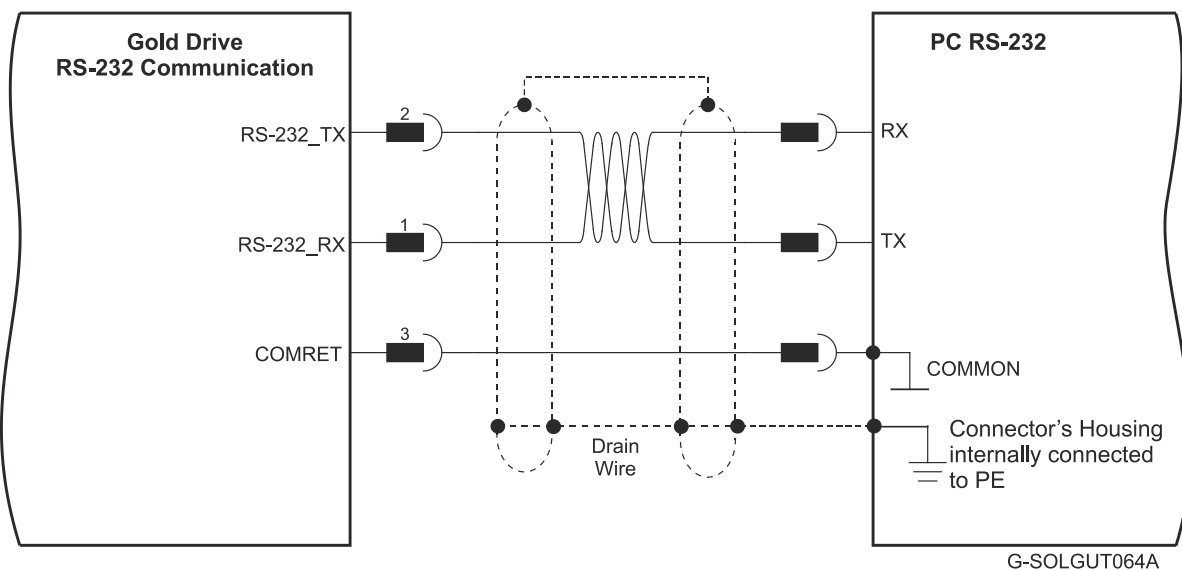 Gold Drive
RS-232 Communication
PC RS-232
2
RS-232_TX
RX
1
RS-232_RX
TX
3
COMRET
COMMON
Drain
Wire
Connector’s Housing
internally connected
to PE
G-SOLGUT064A